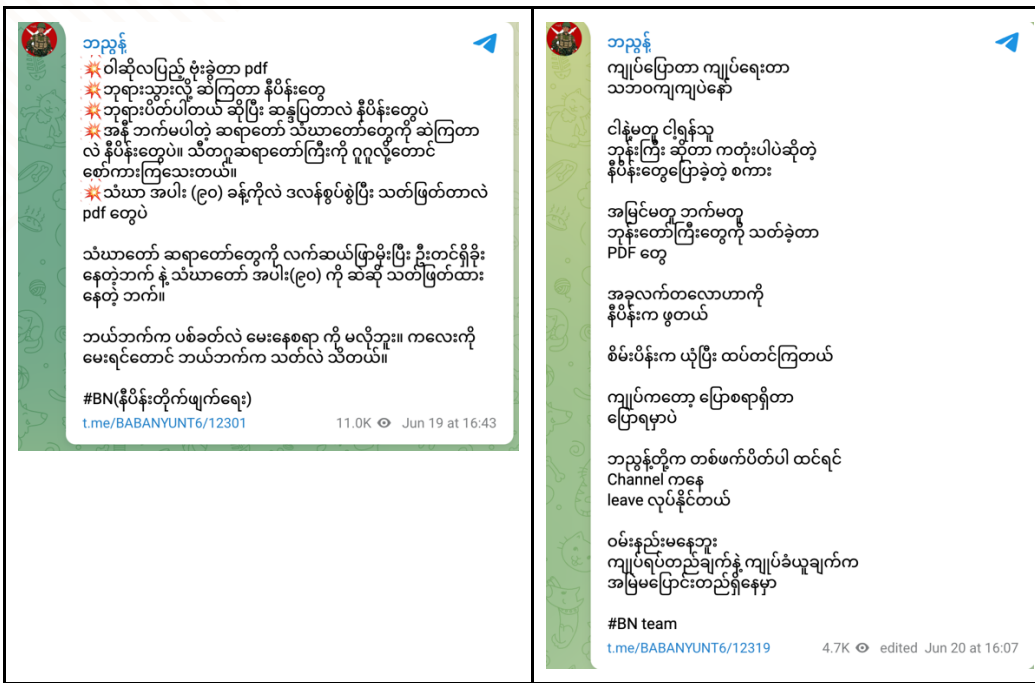 ဘညွန့်
💥ဝါဆိုလပြည့် ဗုံးခွဲတာ pdf
💥ဘုရားသွားလို့ ဆဲကြတာ နီပိန်းတွေ
💥ဘုရားပိတ်ပါတယ် ဆိုပြီး ဆန္ဒပြတာလဲ နီပိန်းတွေပဲ
💥အနီ ဘက်မပါတဲ့ ဆရာတော် သံဃာတော်တွေကို ဆဲကြတာ
လဲ နီပိန်းတွေပဲ။ သီတဂူဆရာတော်ကြီးကို ဂူဂူလို့တောင်
စော်ကားကြသေးတယ်။
💥သံဃာ အပါး (၉၀) ခန့်ကိုလဲ ဒလန်စွပ်စွဲပြီး သတ်ဖြတ်တာလဲ
pdf တွေပဲ
သံဃာတော် ဆရာတော်တွေကို လက်ဆယ်ဖြာမိုးပြီး ဦးတင်ရှိခိုး
နေတဲ့ဘက် နဲ့ သံဃာတော် အပါး(၉၀) ကို ဆဲဆို သတ်ဖြတ်ထား
နေတဲ့ ဘက်။
ဘယ်ဘက်က ပစ်ခတ်လဲ မေးနေစရာ ကို မလိုဘူး။ ကလေးကို
မေးရင်တောင် ဘယ်ဘက်က သတ်လဲ သိတယ်။
#BN(နီပိန်းတိုက်ဖျက်ရေး)
t.me/BABANYUNT6/12301 11.0K Jun 19 at 16:43
ဘညွန့်
ကျုပ်ပြောတာ ကျုပ်ရေးတာ
သဘဝကျကျပဲနော်
ငါနဲ့မတူ ငါ့ရန်သူ
ဘုန်းကြီး ဆိုတာ ကတုံးပါပဲဆိုတဲ့
နီပိန်းတွေပြောခဲ့တဲ့ စကား
အမြင်မတူ ဘက်မတူ
ဘုန်းတော်ကြီးတွေကို သတ်ခဲ့တာ
PDF တွေ
အခုလက်တလောဟာကို
နီပိန်းက ဖွတယ်
စိမ်းပိန်းက ယုံပြီး ထပ်တင်ကြတယ်
ကျုပ်ကတော့ ပြောစရာရှိတာ
ပြောရမှာပဲ
ဘညွန့်တို့က တစ်ဖက်ပိတ်ပါ ထင်ရင်
Channel ကနေ
leave လုပ်နိုင်တယ်
ဝမ်းနည်းမနေဘူး
ကျုပ်ရပ်တည်ချက်နဲ့ ကျုပ်ခံယူချက်က
အမြဲမပြောင်းတည်ရှိနေမှာ
#BN team
t.me/BABANYUNT6/12319 4.7K edited Jun 20 at 16:07